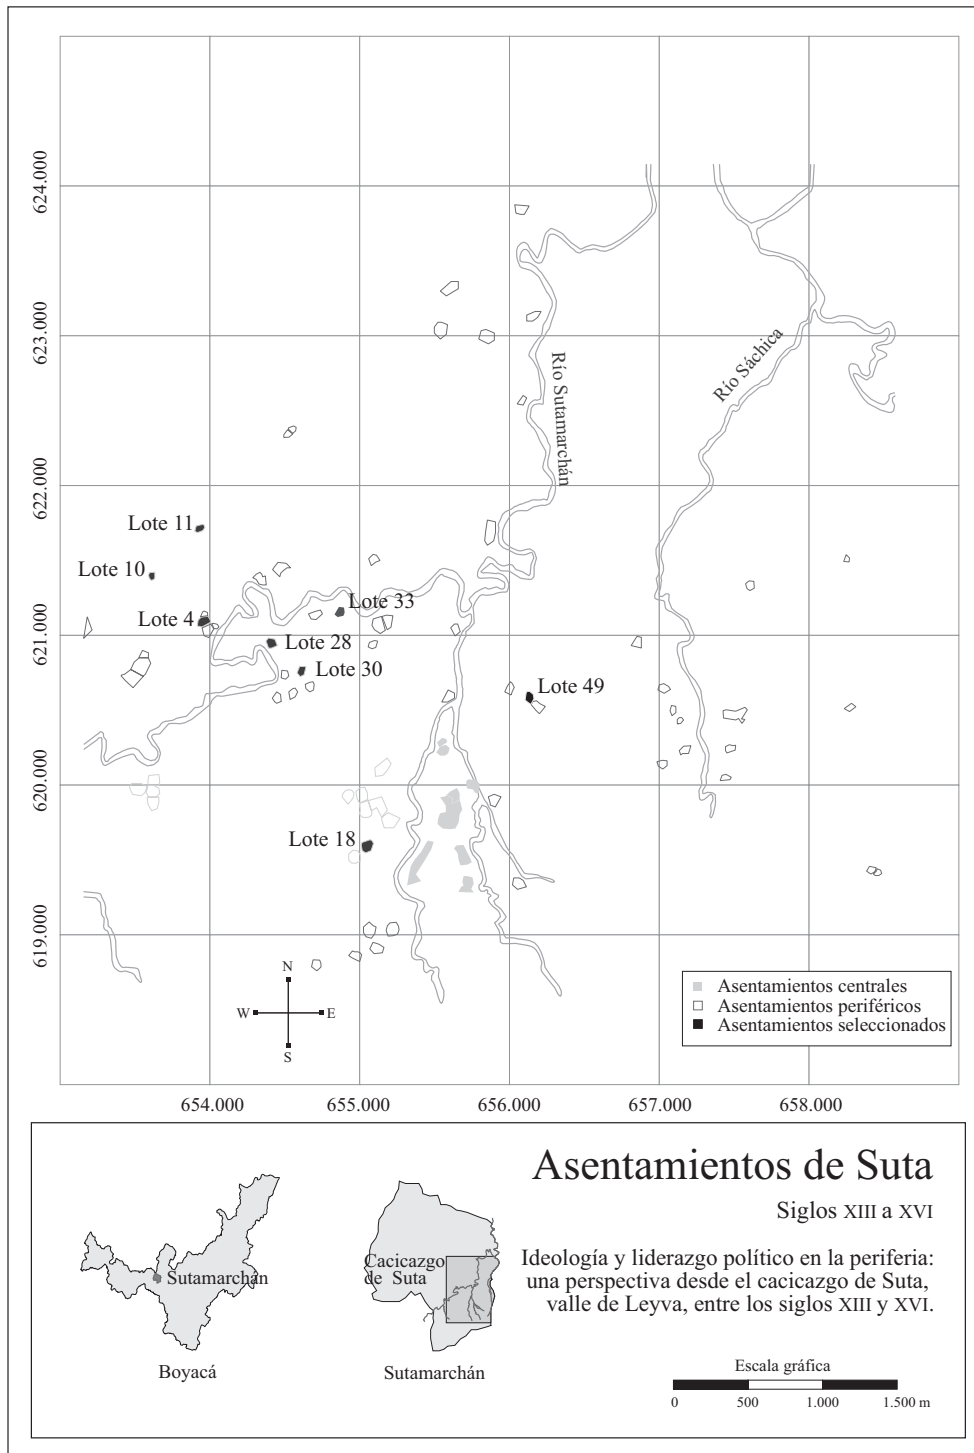 624.000
623.000
622.000
621.000
620.000
619.000
Río Sutamarchán
Río Sáchica
Lote 11
Lote 10
Lote 4
Lote 33
Lote 28
Lote 30
Lote 49
Lote 18
N
W
E
S
Asentamientos centrales
Asentamientos periféricos
Asentamientos seleccionados
654.000
655.000
656.000
657.000
658.000
Asentamientos de Suta
Siglos XIII a XVI
Ideología y liderazgo político en la periferia:
una perspectiva desde el cacicazgo de Suta,
valle de Leyva, entre los siglos XIII y XVI.
Sutamarchán
Boyacá
Cacicazgo
de Suta
Sutamarchán
Escala gráfica
0
500
1.000
1.500 m